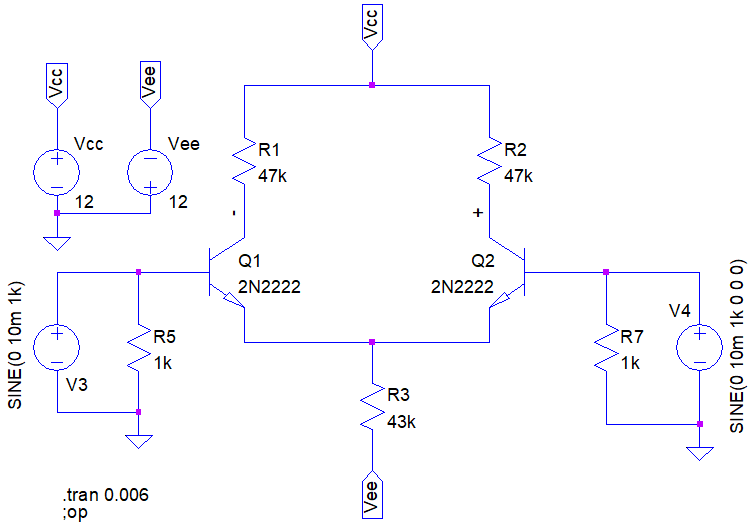 Vcc
Vcc
Vee
Vcc
12
Vee
12
R1
47k
R2
47k
-
+
Q1
2N2222
Q2
2N2222
SINE(0 10m 1k)
V3
R5
1k
R7
1k
V4
SINE(0 10m 1k 0 0 0)
R3
43k
Vee
.tran 0.006
;op